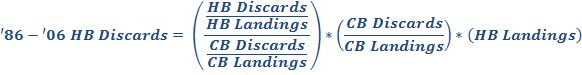 '86 − '06 HB Discards = ((HB Discards / HB Landings) / (CB Discards / CB Landings)) * (CB Discards / CB Landings) * (HB Landings)